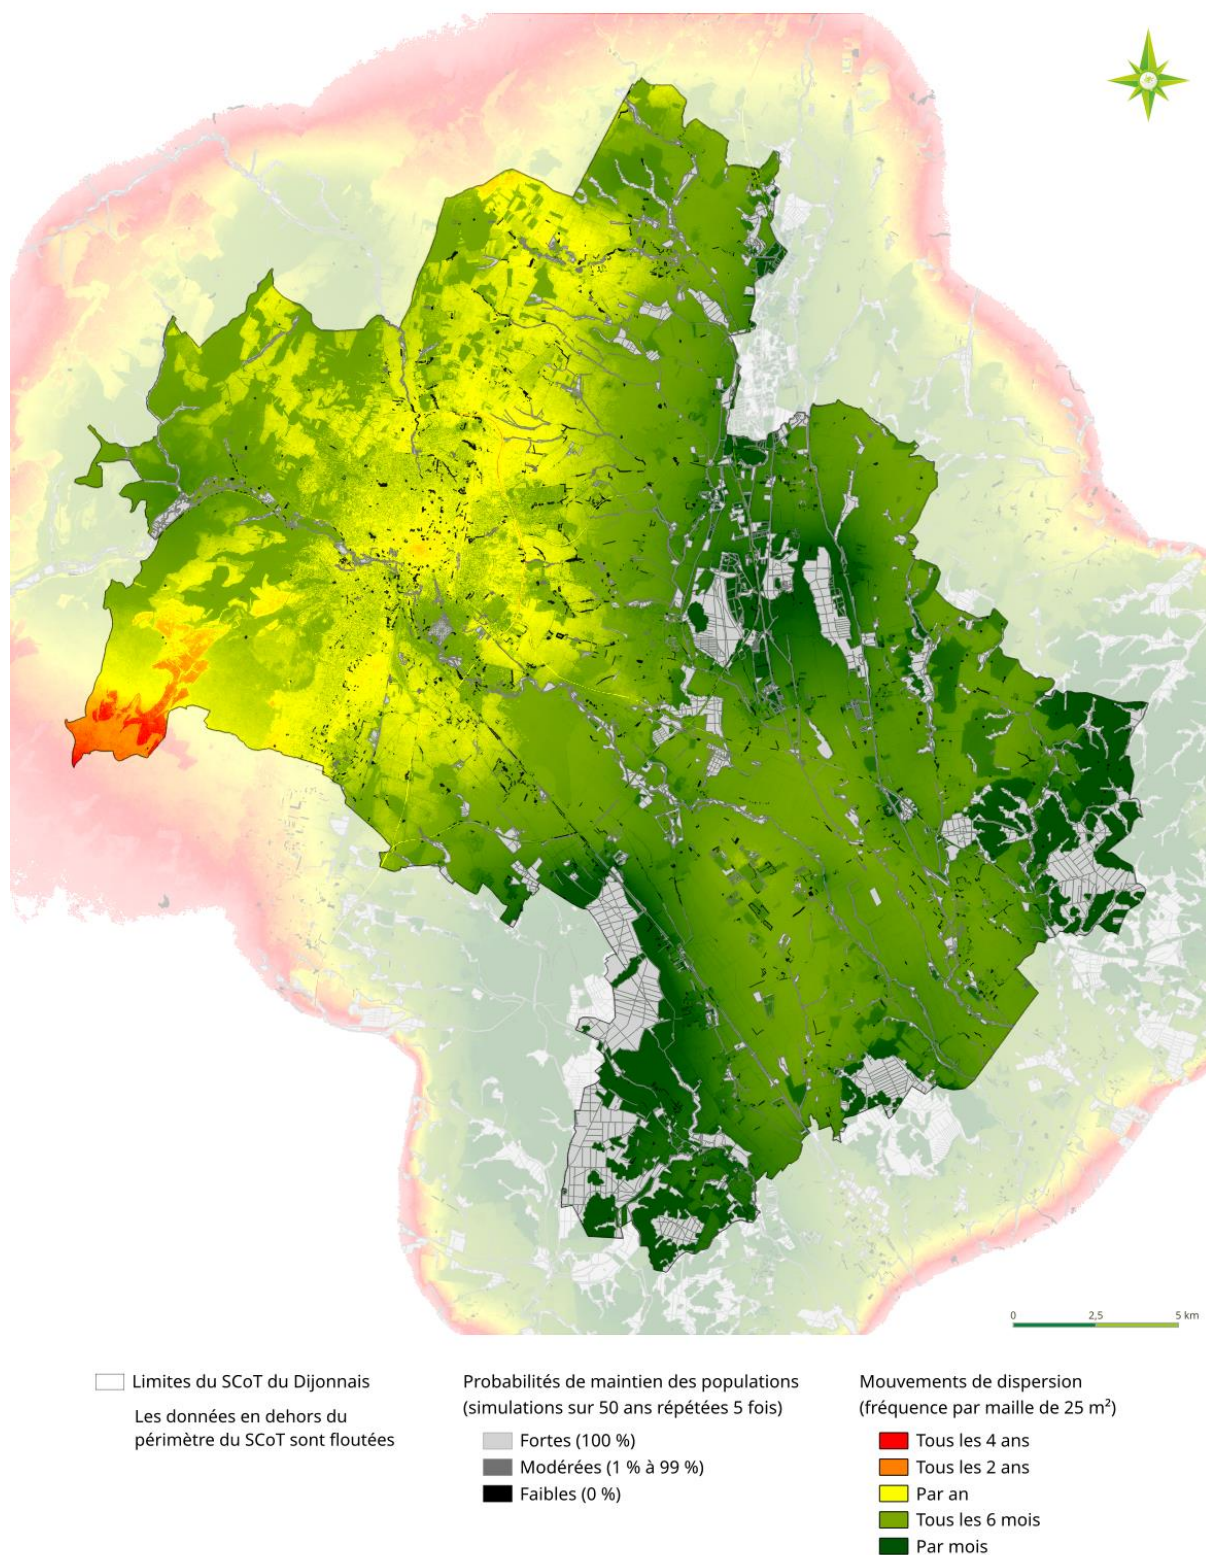 0 2,5 5 km
Limites du SCoT du Dijonnais
Les données en dehors du
périmètre du SCoT sont floutées
Probabilités de maintien des populations
(simulations sur 50 ans répétées 5 fois)
Fortes (100 %)
Modérées (1 % à 99 %)
Faibles (0 %)
Mouvements de dispersion
(fréquence par maille de 25 m²)
Tous les 4 ans
Tous les 2 ans
Par an
Tous les 6 mois
Par mois